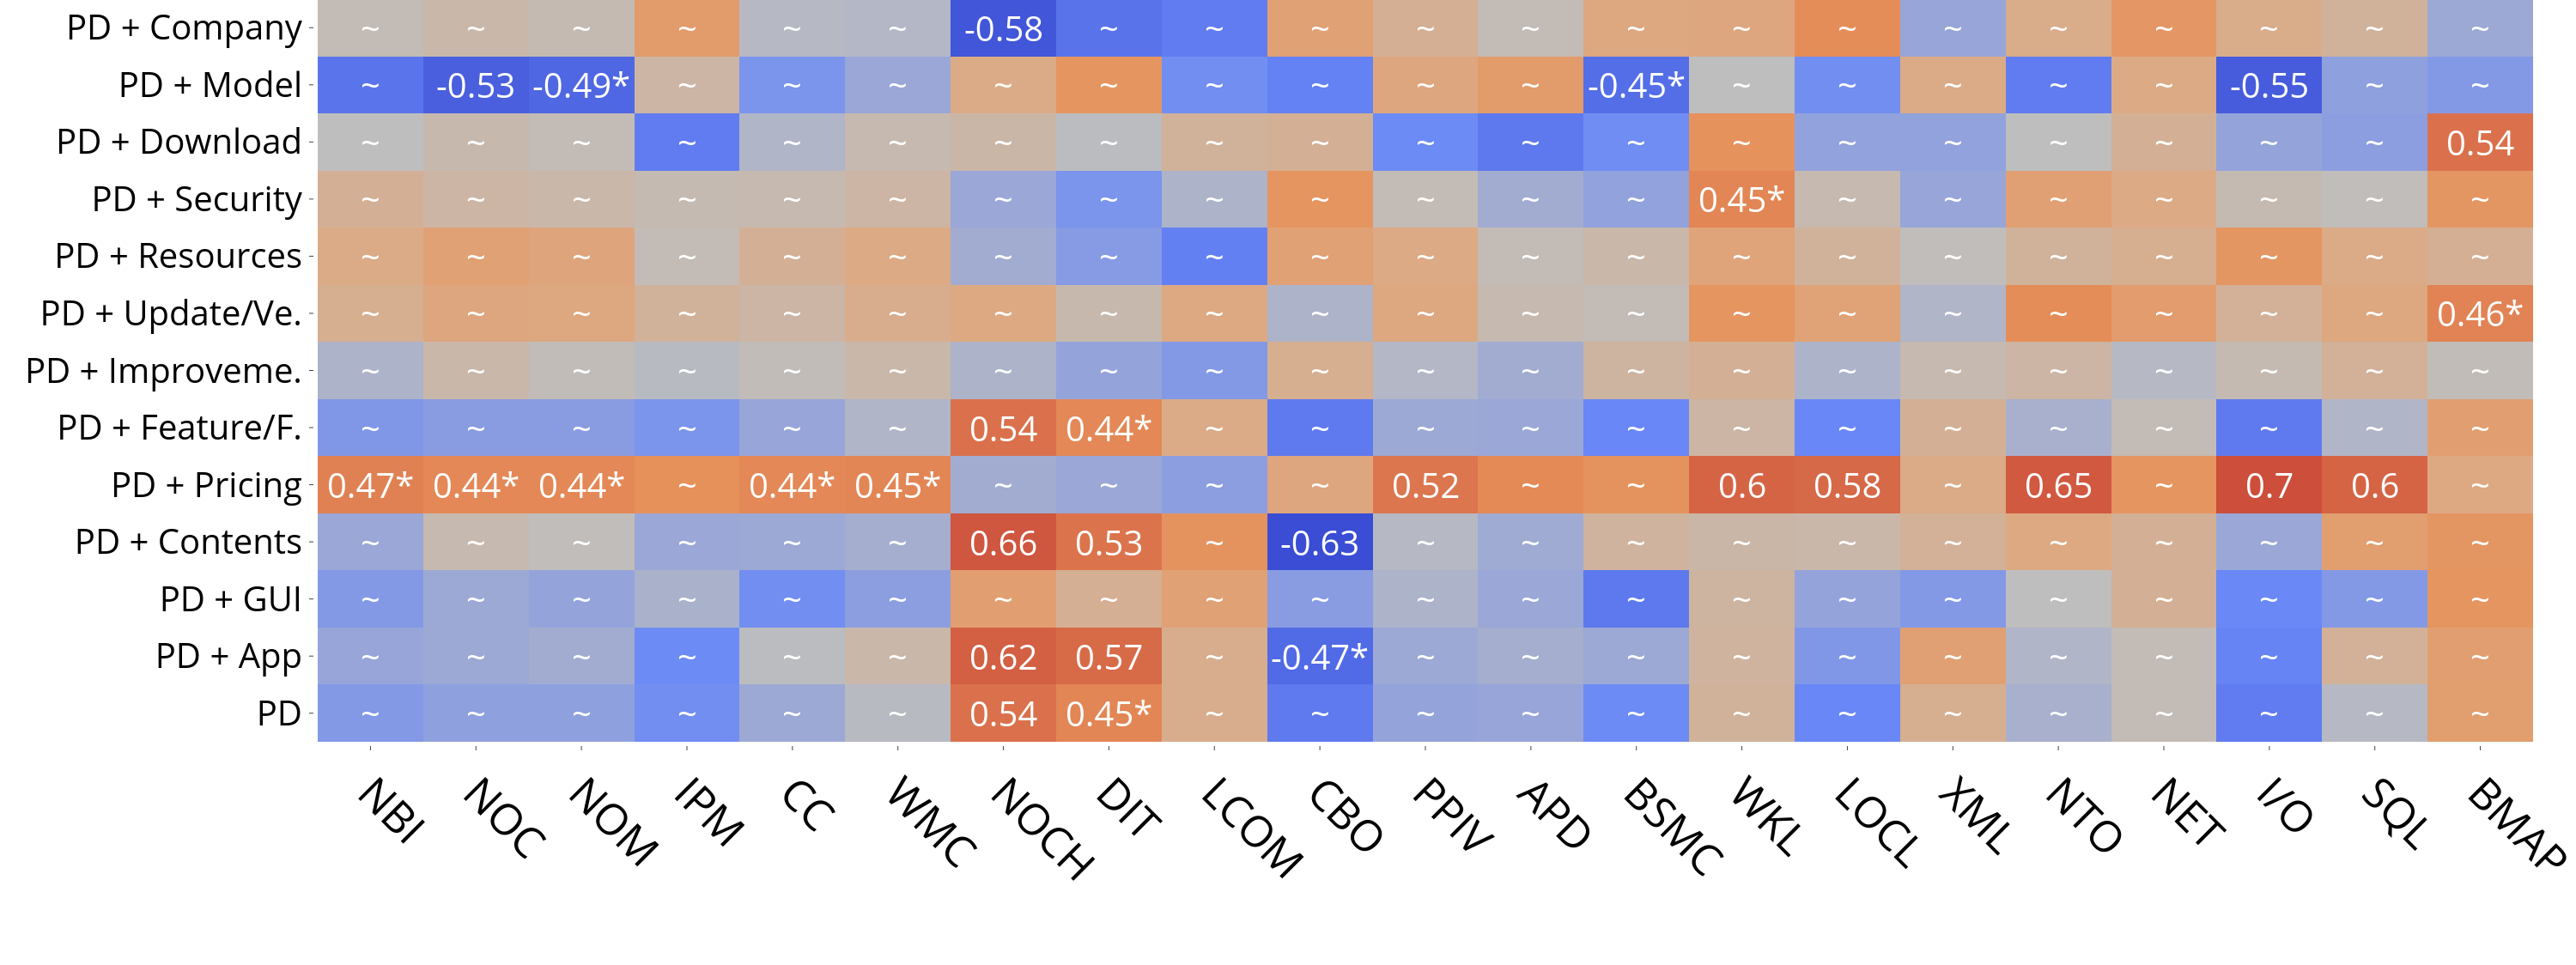 PD + Company ~ ~ ~ ~ ~ ~ -0.58 ~ ~ ~ ~ ~ ~ ~ ~ ~ ~ ~ ~ ~ ~
PD + Model ~ -0.53 -0.49* ~ ~ ~ ~ ~ ~ ~ ~ ~ -0.45* ~ ~ ~ ~ ~ -0.55 ~ ~
PD + Download ~ ~ ~ ~ ~ ~ ~ ~ ~ ~ ~ ~ ~ ~ ~ ~ ~ ~ ~ ~ 0.54
PD + Security ~ ~ ~ ~ ~ ~ ~ ~ ~ ~ ~ ~ ~ 0.45* ~ ~ ~ ~ ~ ~ ~
PD + Resources ~ ~ ~ ~ ~ ~ ~ ~ ~ ~ ~ ~ ~ ~ ~ ~ ~ ~ ~ ~ ~
PD + Update/Ve. ~ ~ ~ ~ ~ ~ ~ ~ ~ ~ ~ ~ ~ ~ ~ ~ ~ ~ ~ ~ 0.46*
PD + Improveme. ~ ~ ~ ~ ~ ~ ~ ~ ~ ~ ~ ~ ~ ~ ~ ~ ~ ~ ~ ~ ~
PD + Feature/F. ~ ~ ~ ~ ~ ~ 0.54 0.44* ~ ~ ~ ~ ~ ~ ~ ~ ~ ~ ~ ~ ~
PD + Pricing 0.47* 0.44* 0.44* ~ 0.44* 0.45* ~ ~ ~ ~ 0.52 ~ ~ 0.6 0.58 ~ 0.65 ~ 0.7 0.6 ~
PD + Contents ~ ~ ~ ~ ~ ~ 0.66 0.53 ~ -0.63 ~ ~ ~ ~ ~ ~ ~ ~ ~ ~ ~
PD + GUI ~ ~ ~ ~ ~ ~ ~ ~ ~ ~ ~ ~ ~ ~ ~ ~ ~ ~ ~ ~ ~
PD + App ~ ~ ~ ~ ~ ~ 0.62 0.57 ~ -0.47* ~ ~ ~ ~ ~ ~ ~ ~ ~ ~ ~
PD ~ ~ ~ ~ ~ ~ 0.54 0.45* ~ ~ ~ ~ ~ ~ ~ ~ ~ ~ ~ ~ ~
NBI NOC NOM IPM CC WMC NOCH DIT LCOM CBO PPIV APD BSMC WKL LOCL XML NTO NET I/O SQL BMAP